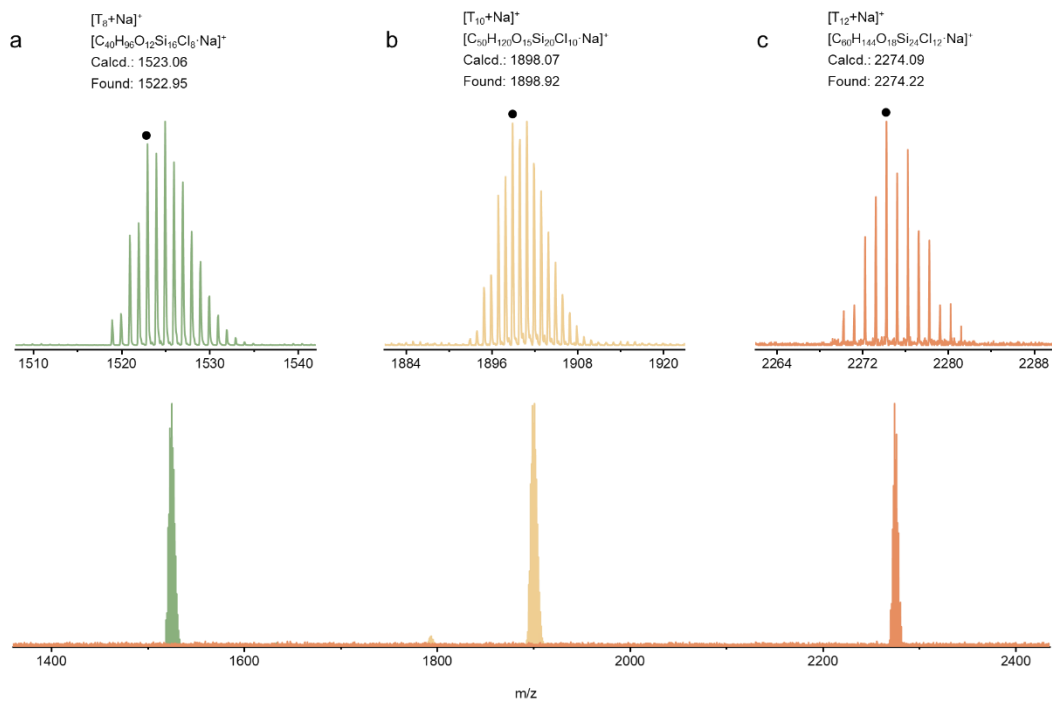 a
[T₈+Na]⁺
[C₄₀H₉₆O₁₂Si₁₆Cl₈·Na]⁺
Calcd.: 1523.06
Found: 1522.95
b
[T₁₀+Na]⁺
[C₅₀H₁₂₀O₁₅Si₂₀Cl₁₀·Na]⁺
Calcd.: 1898.07
Found: 1898.92
c
[T₁₂+Na]⁺
[C₆₀H₁₄₄O₁₈Si₂₄Cl₁₂·Na]⁺
Calcd.: 2274.09
Found: 2274.22
1510 1520 1530 1540
1884 1896 1908 1920
2264 2272 2280 2288
1400 1600 1800 2000 2200 2400
m/z